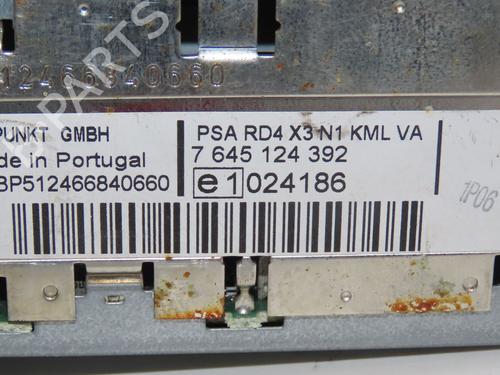 12466840660
PUNKT GMBH
de in Portugal
BP512466840660
PSA RD4 X3 N1 KML VA
7 645 124 392
e1 024186
1P06